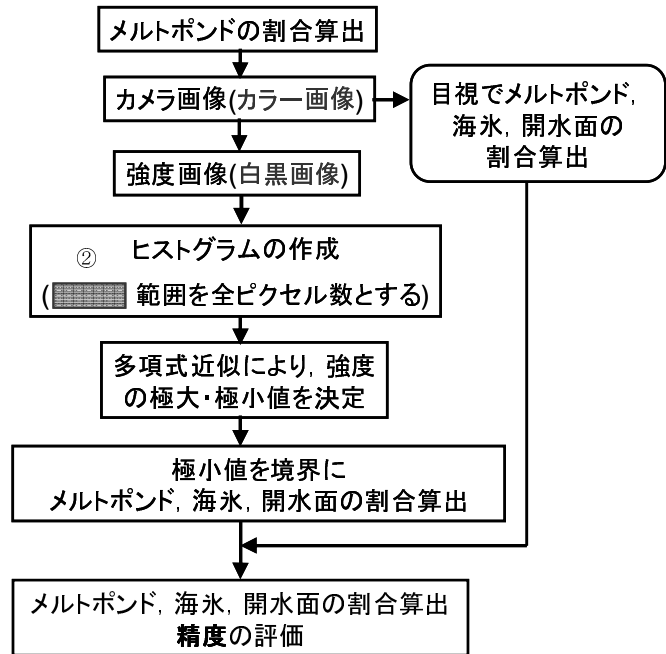 メルトポンドの割合算出
カメラ画像(カラー画像)
目視でメルトポンド,
海氷, 開水面の
割合算出
強度画像(白黒画像)
② ヒストグラムの作成
( 範囲を全ピクセル数とする)
多項式近似により, 強度
の極大・極小値を決定
極小値を境界に
メルトポンド, 海氷, 開水面の割合算出
メルトポンド, 海氷, 開水面の割合算出
精度の評価